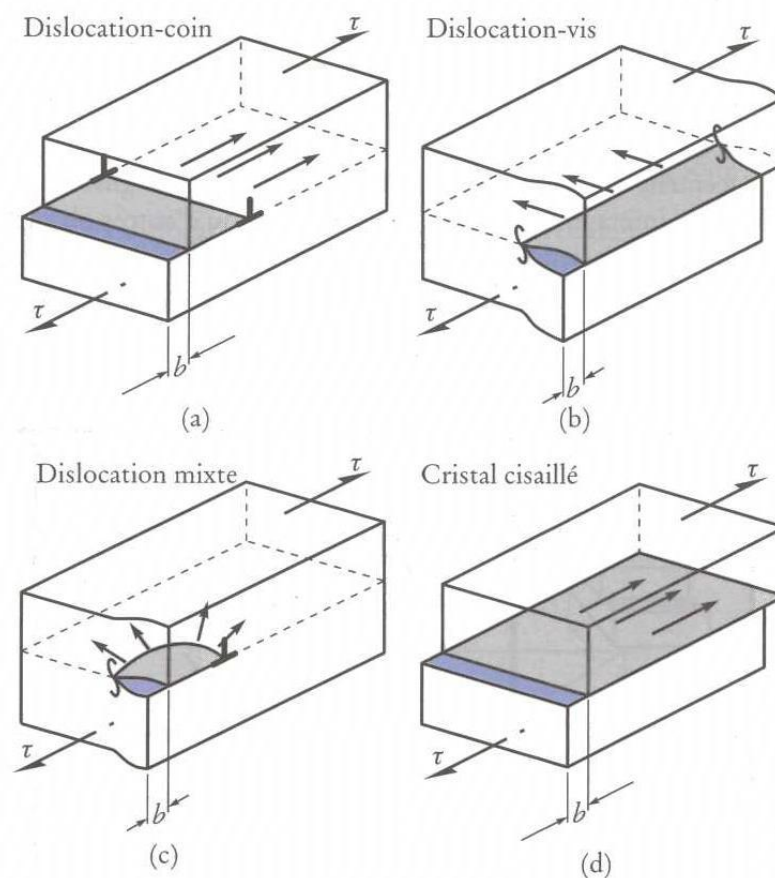 Dislocation-coin
τ
τ
b
(a)
Dislocation-vis
τ
τ
b
(b)
Dislocation mixte
τ
τ
b
(c)
Cristal cisaillé
τ
τ
b
(d)